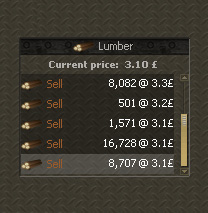 Lumber
Current price: 3.10 £
Sell 8,082 @ 3.3£
Sell 501 @ 3.2£
Sell 1,571 @ 3.1£
Sell 16,728 @ 3.1£
Sell 8,707 @ 3.1£